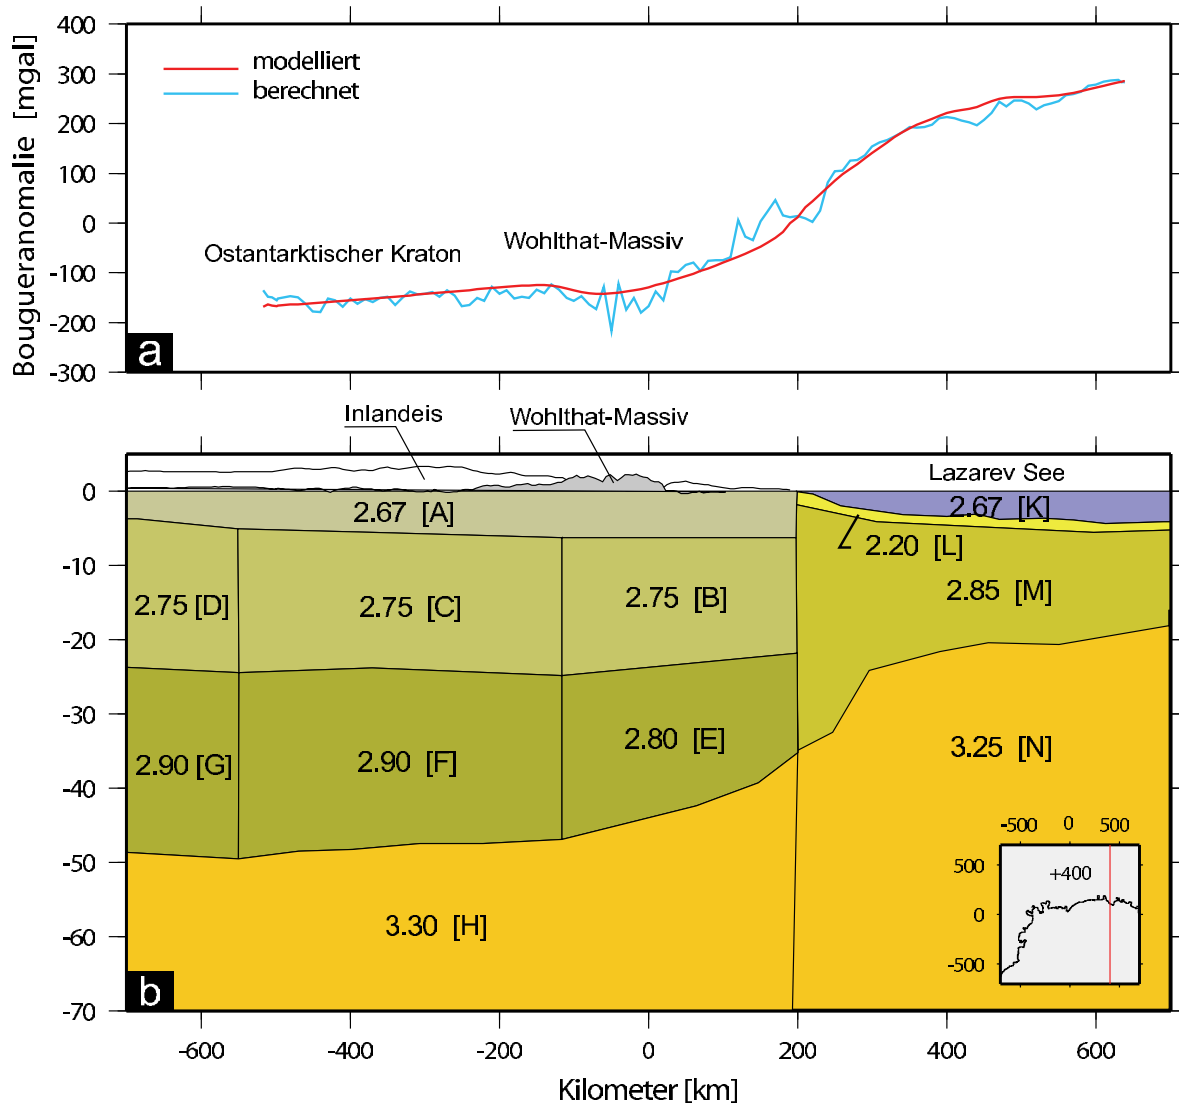 400
300
200
100
0
-100
-200
-300
Bougueranomalie [mgal]
modelliert
berechnet
Ostantarktischer Kraton
Wohlthat-Massiv
a
Inlandeis
Wohlthat-Massiv
Lazarev See
0
-10
-20
-30
-40
-50
-60
-70
2.67 [A]
2.67 [K]
2.20 [L]
2.75 [D]
2.75 [C]
2.75 [B]
2.85 [M]
2.90 [G]
2.90 [F]
2.80 [E]
3.25 [N]
3.30 [H]
-500 0 500
500
0
-500
+400
b
-600 -400 -200 0 200 400 600
Kilometer [km]